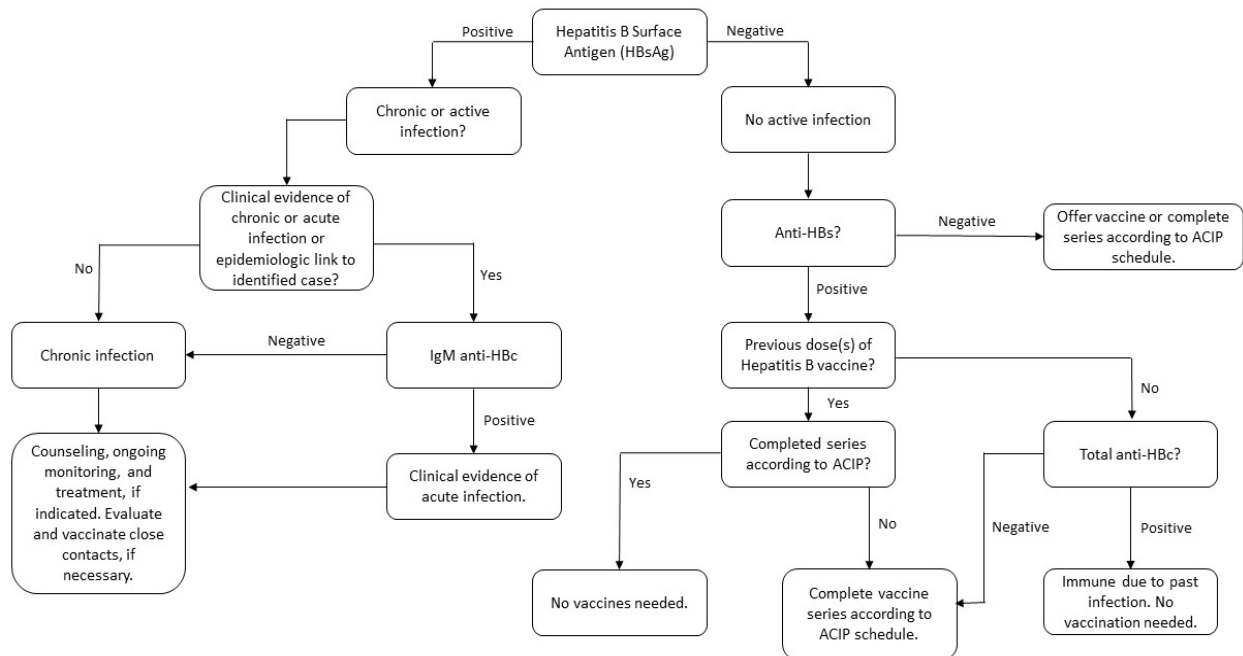 Positive
Hepatitis B Surface
Antigen (HBsAg)
Negative
Chronic or active
infection?
No active infection
Clinical evidence of
chronic or acute
infection or
epidemiologic link to
identified case?
Anti-HBs?
Negative
Offer vaccine or complete
series according to ACIP
schedule.
No
Yes
Positive
Chronic infection
Negative
IgM anti-HBc
Previous dose(s) of
Hepatitis B vaccine?
No
Yes
Positive
Counseling, ongoing
monitoring, and
treatment, if
indicated. Evaluate
and vaccinate close
contacts, if
necessary.
Clinical evidence of
acute infection.
Completed series
according to ACIP?
Total anti-HBc?
Yes
No
Negative
Positive
No vaccines needed.
Complete vaccine
series according to
ACIP schedule.
Immune due to past
infection. No
vaccination needed.